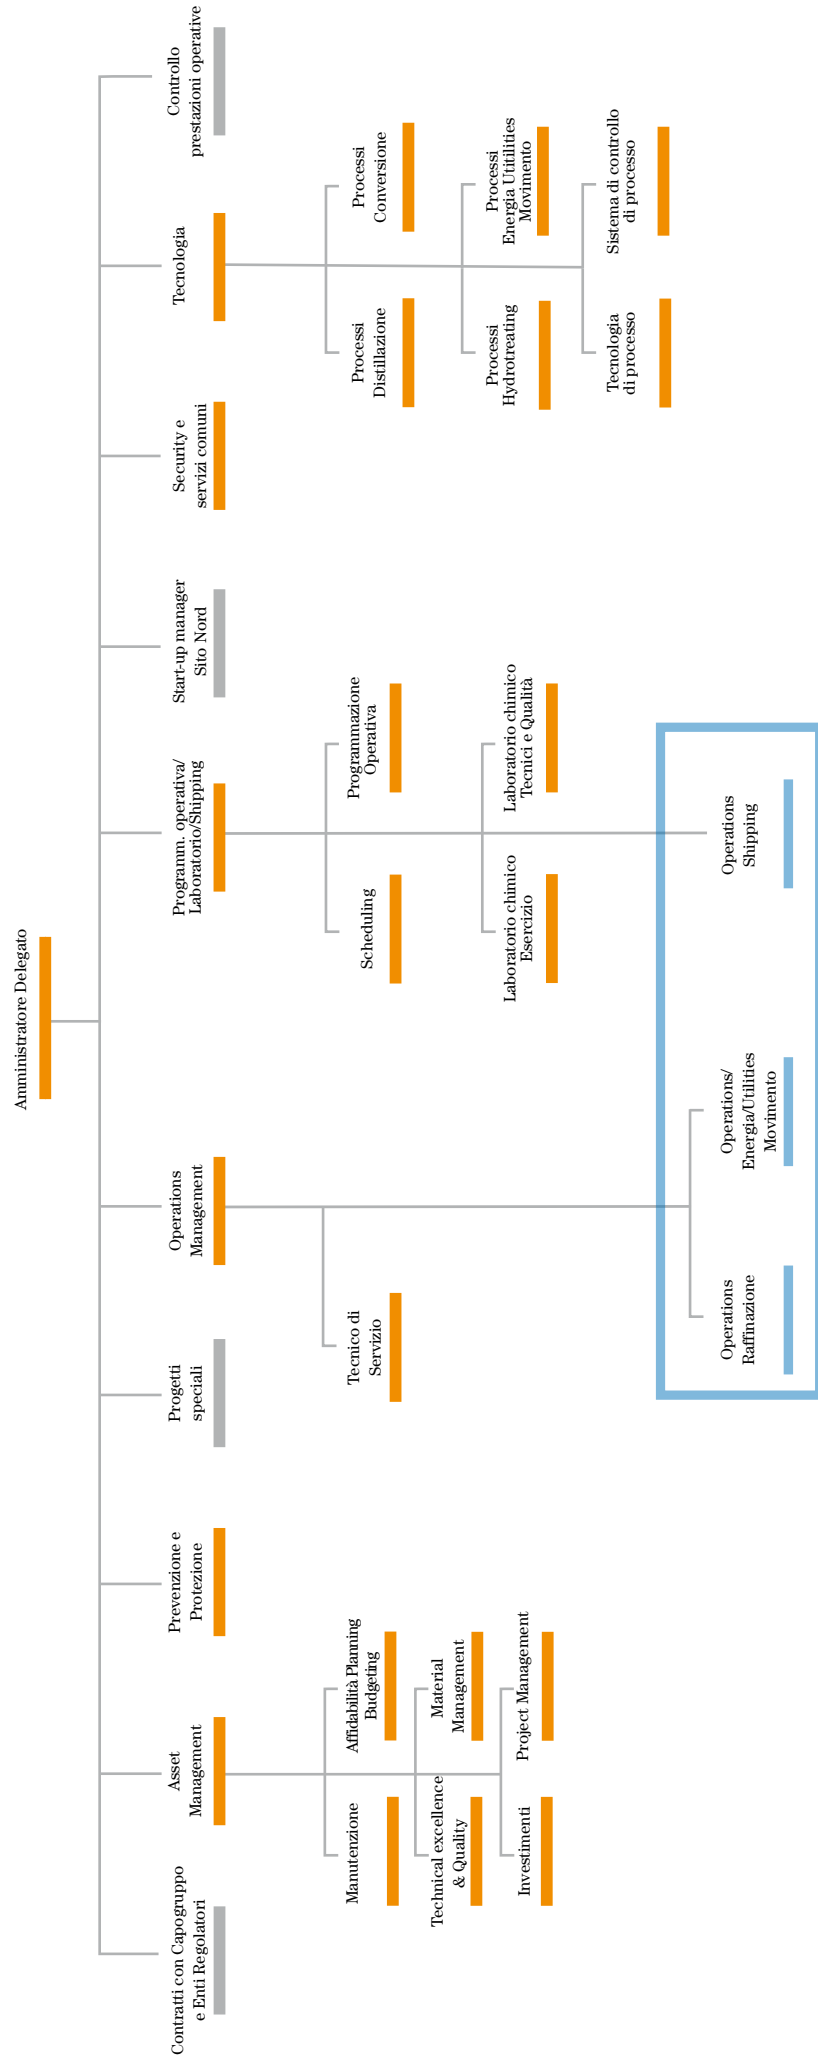 Amministratore Delegato
Contratti con Capogruppo
e Enti Regolatori
Asset
Management
Prevenzione e
Protezione
Progetti
speciali
Operations
Management
Programm. operativa/
Laboratorio/Shipping
Start-up manager
Sito Nord
Security e
servizi comuni
Tecnologia
Controllo
prestazioni operative
Manutenzione
Affidabilità Planning
Budgeting
Technical excellence
& Quality
Material
Management
Investimenti
Project Management
Tecnico di
Servizio
Scheduling
Programmazione
Operativa
Laboratorio chimico
Esercizio
Laboratorio chimico
Tecnici e Qualità
Processi
Distillazione
Processi
Conversione
Processi
Hydrotreating
Processi
Energia Utitilities
Movimento
Tecnologia
di processo
Sistema di controllo
di processo
Operations
Raffinazione
Operations/
Energia/Utilities
Movimento
Operations
Shipping